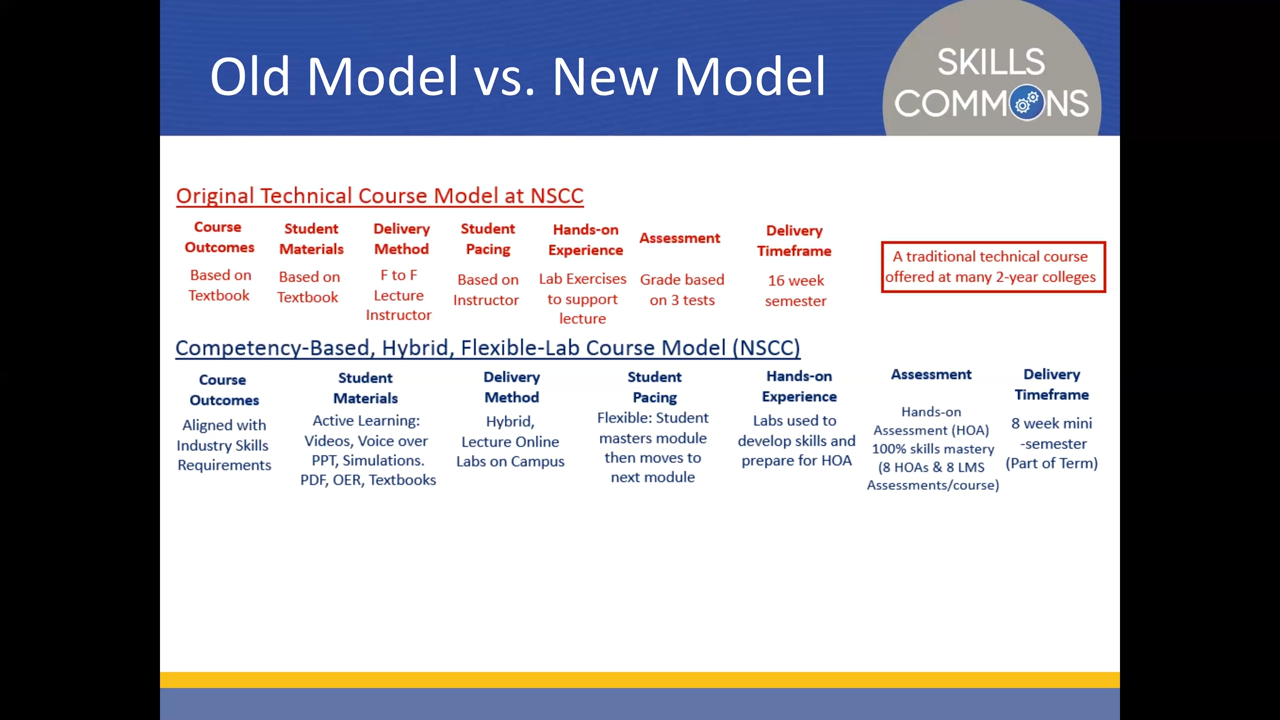 Old Model vs. New Model
SKILLS
COMMONS
Original Technical Course Model at NSCC
Course
Outcomes
Based on
Textbook
Student
Materials
Based on
Textbook
Delivery
Method
F to F
Lecture
Instructor
Student
Pacing
Based on
Instructor
Hands-on
Experience
Lab Exercises
to support
lecture
Assessment
Grade based
on 3 tests
Delivery
Timeframe
16 week
semester
A traditional technical course
offered at many 2-year colleges
Competency-Based, Hybrid, Flexible-Lab Course Model (NSCC)
Course
Outcomes
Aligned with
Industry Skills
Requirements
Student
Materials
Active Learning:
Videos, Voice over
PPT, Simulations.
PDF, OER, Textbooks
Delivery
Method
Hybrid,
Lecture Online
Labs on Campus
Student
Pacing
Flexible: Student
masters module
then moves to
next module
Hands-on
Experience
Labs used to
develop skills and
prepare for HOA
Assessment
Hands-on
Assessment (HOA)
100% skills mastery
(8 HOAs & 8 LMS
Assessments/course)
Delivery
Timeframe
8 week mini
-semester
(Part of Term)